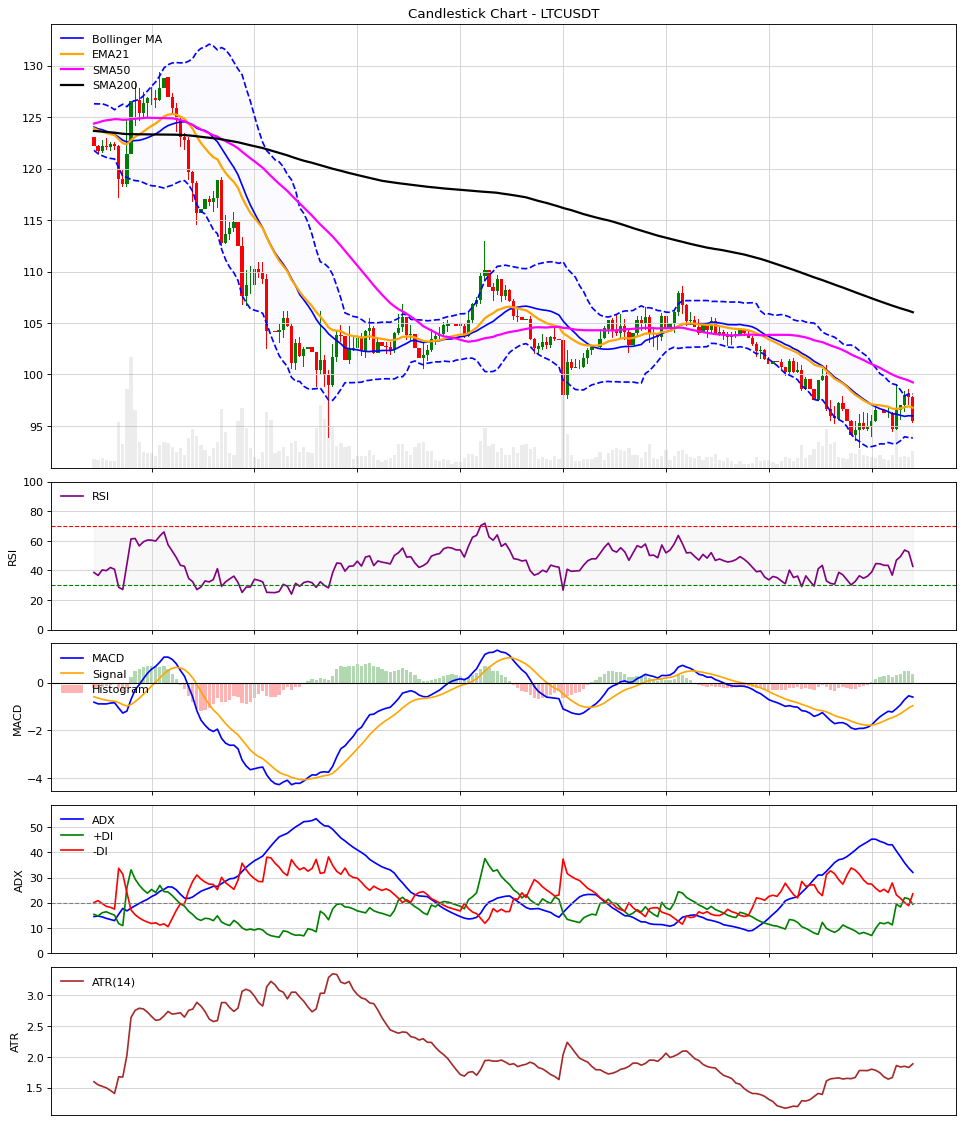 Candlestick Chart - LTCUSDT
Bollinger MA
EMA21
SMA50
SMA200
130
125
120
115
110
105
100
95
RSI
100
80
60
40
20
0
RSI
MACD
Signal
Histogram
0
−2
−4
MACD
ADX
+DI
-DI
50
40
30
20
10
0
ADX
ATR(14)
3.0
2.5
2.0
1.5
ATR